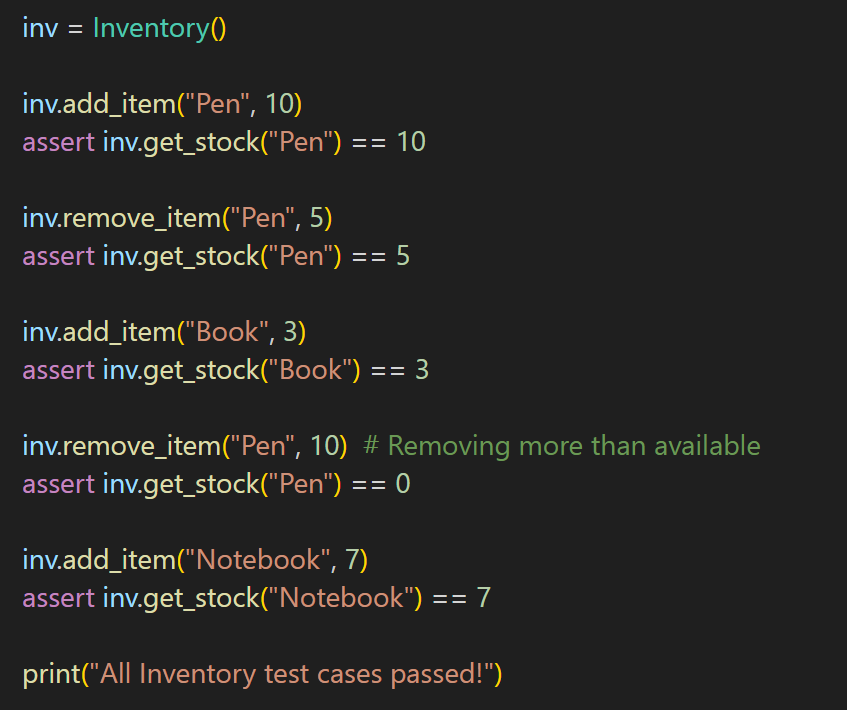 inv = Inventory()
inv.add_item("Pen", 10)
assert inv.get_stock("Pen") == 10
inv.remove_item("Pen", 5)
assert inv.get_stock("Pen") == 5
inv.add_item("Book", 3)
assert inv.get_stock("Book") == 3
inv.remove_item("Pen", 10)  # Removing more than available
assert inv.get_stock("Pen") == 0
inv.add_item("Notebook", 7)
assert inv.get_stock("Notebook") == 7
print("All Inventory test cases passed!")